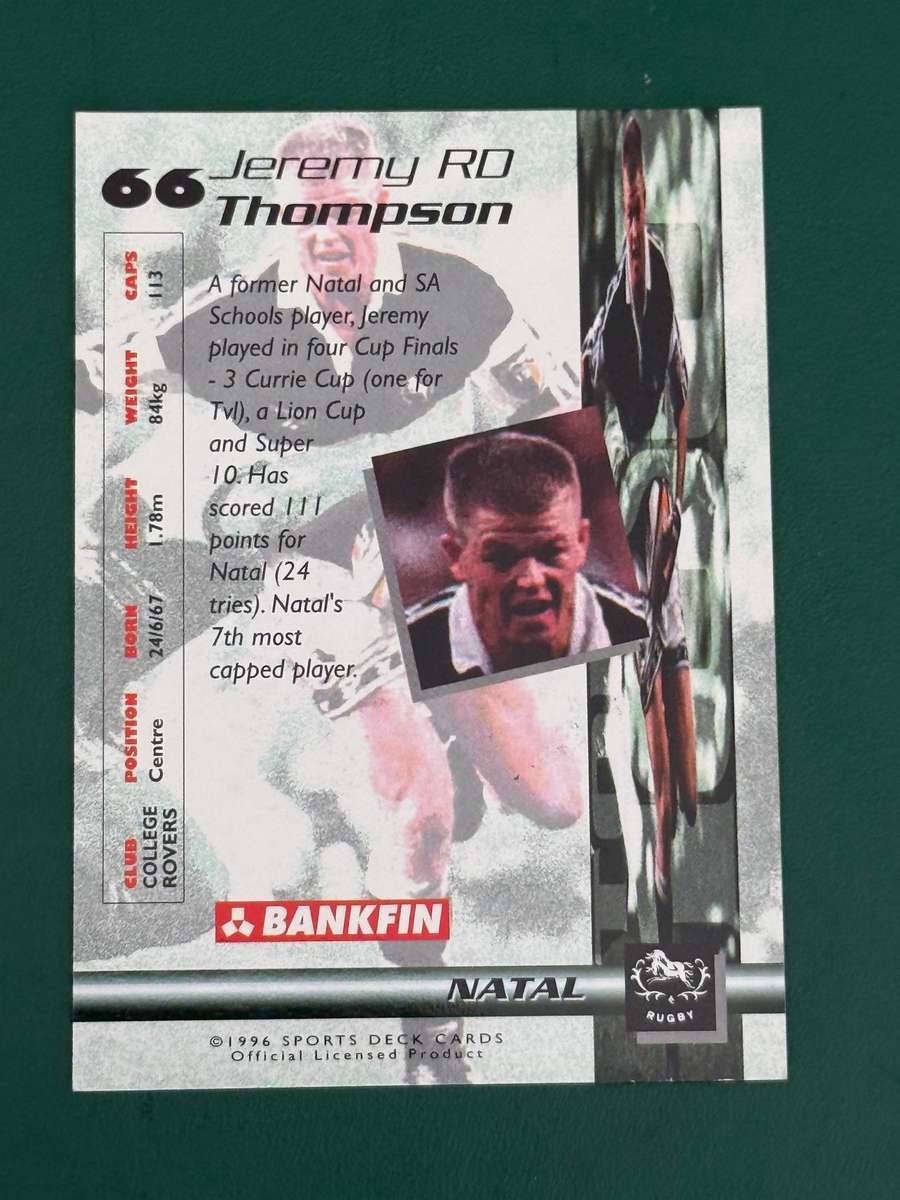 66 Jeremy RD
Thompson
A former Natal and SA
Schools player, Jeremy
played in four Cup Finals
- 3 Currie Cup (one for
Tvl), a Lion Cup
and Super
10. Has
scored 111
points for
Natal (24
tries). Natal's
7th most
capped player.
CLUB POSITION BORN HEIGHT WEIGHT CAPS
COLLEGE Centre 24/6/67 1.78m 84kg 113
ROVERS
BANKFIN
NATAL
RUGBY
©1996 SPORTS DECK CARDS
Official Licensed Product